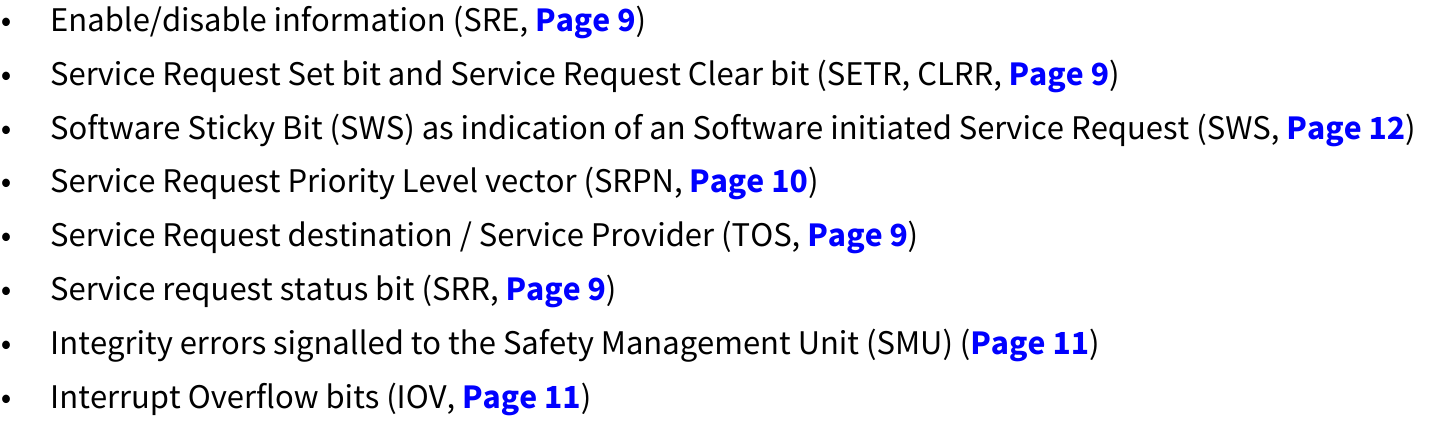 • Enable/disable information (SRE, Page 9)
• Service Request Set bit and Service Request Clear bit (SETR, CLRR, Page 9)
• Software Sticky Bit (SWS) as indication of an Software initiated Service Request (SWS, Page 12)
• Service Request Priority Level vector (SRPN, Page 10)
• Service Request destination / Service Provider (TOS, Page 9)
• Service request status bit (SRR, Page 9)
• Integrity errors signalled to the Safety Management Unit (SMU) (Page 11)
• Interrupt Overflow bits (IOV, Page 11)